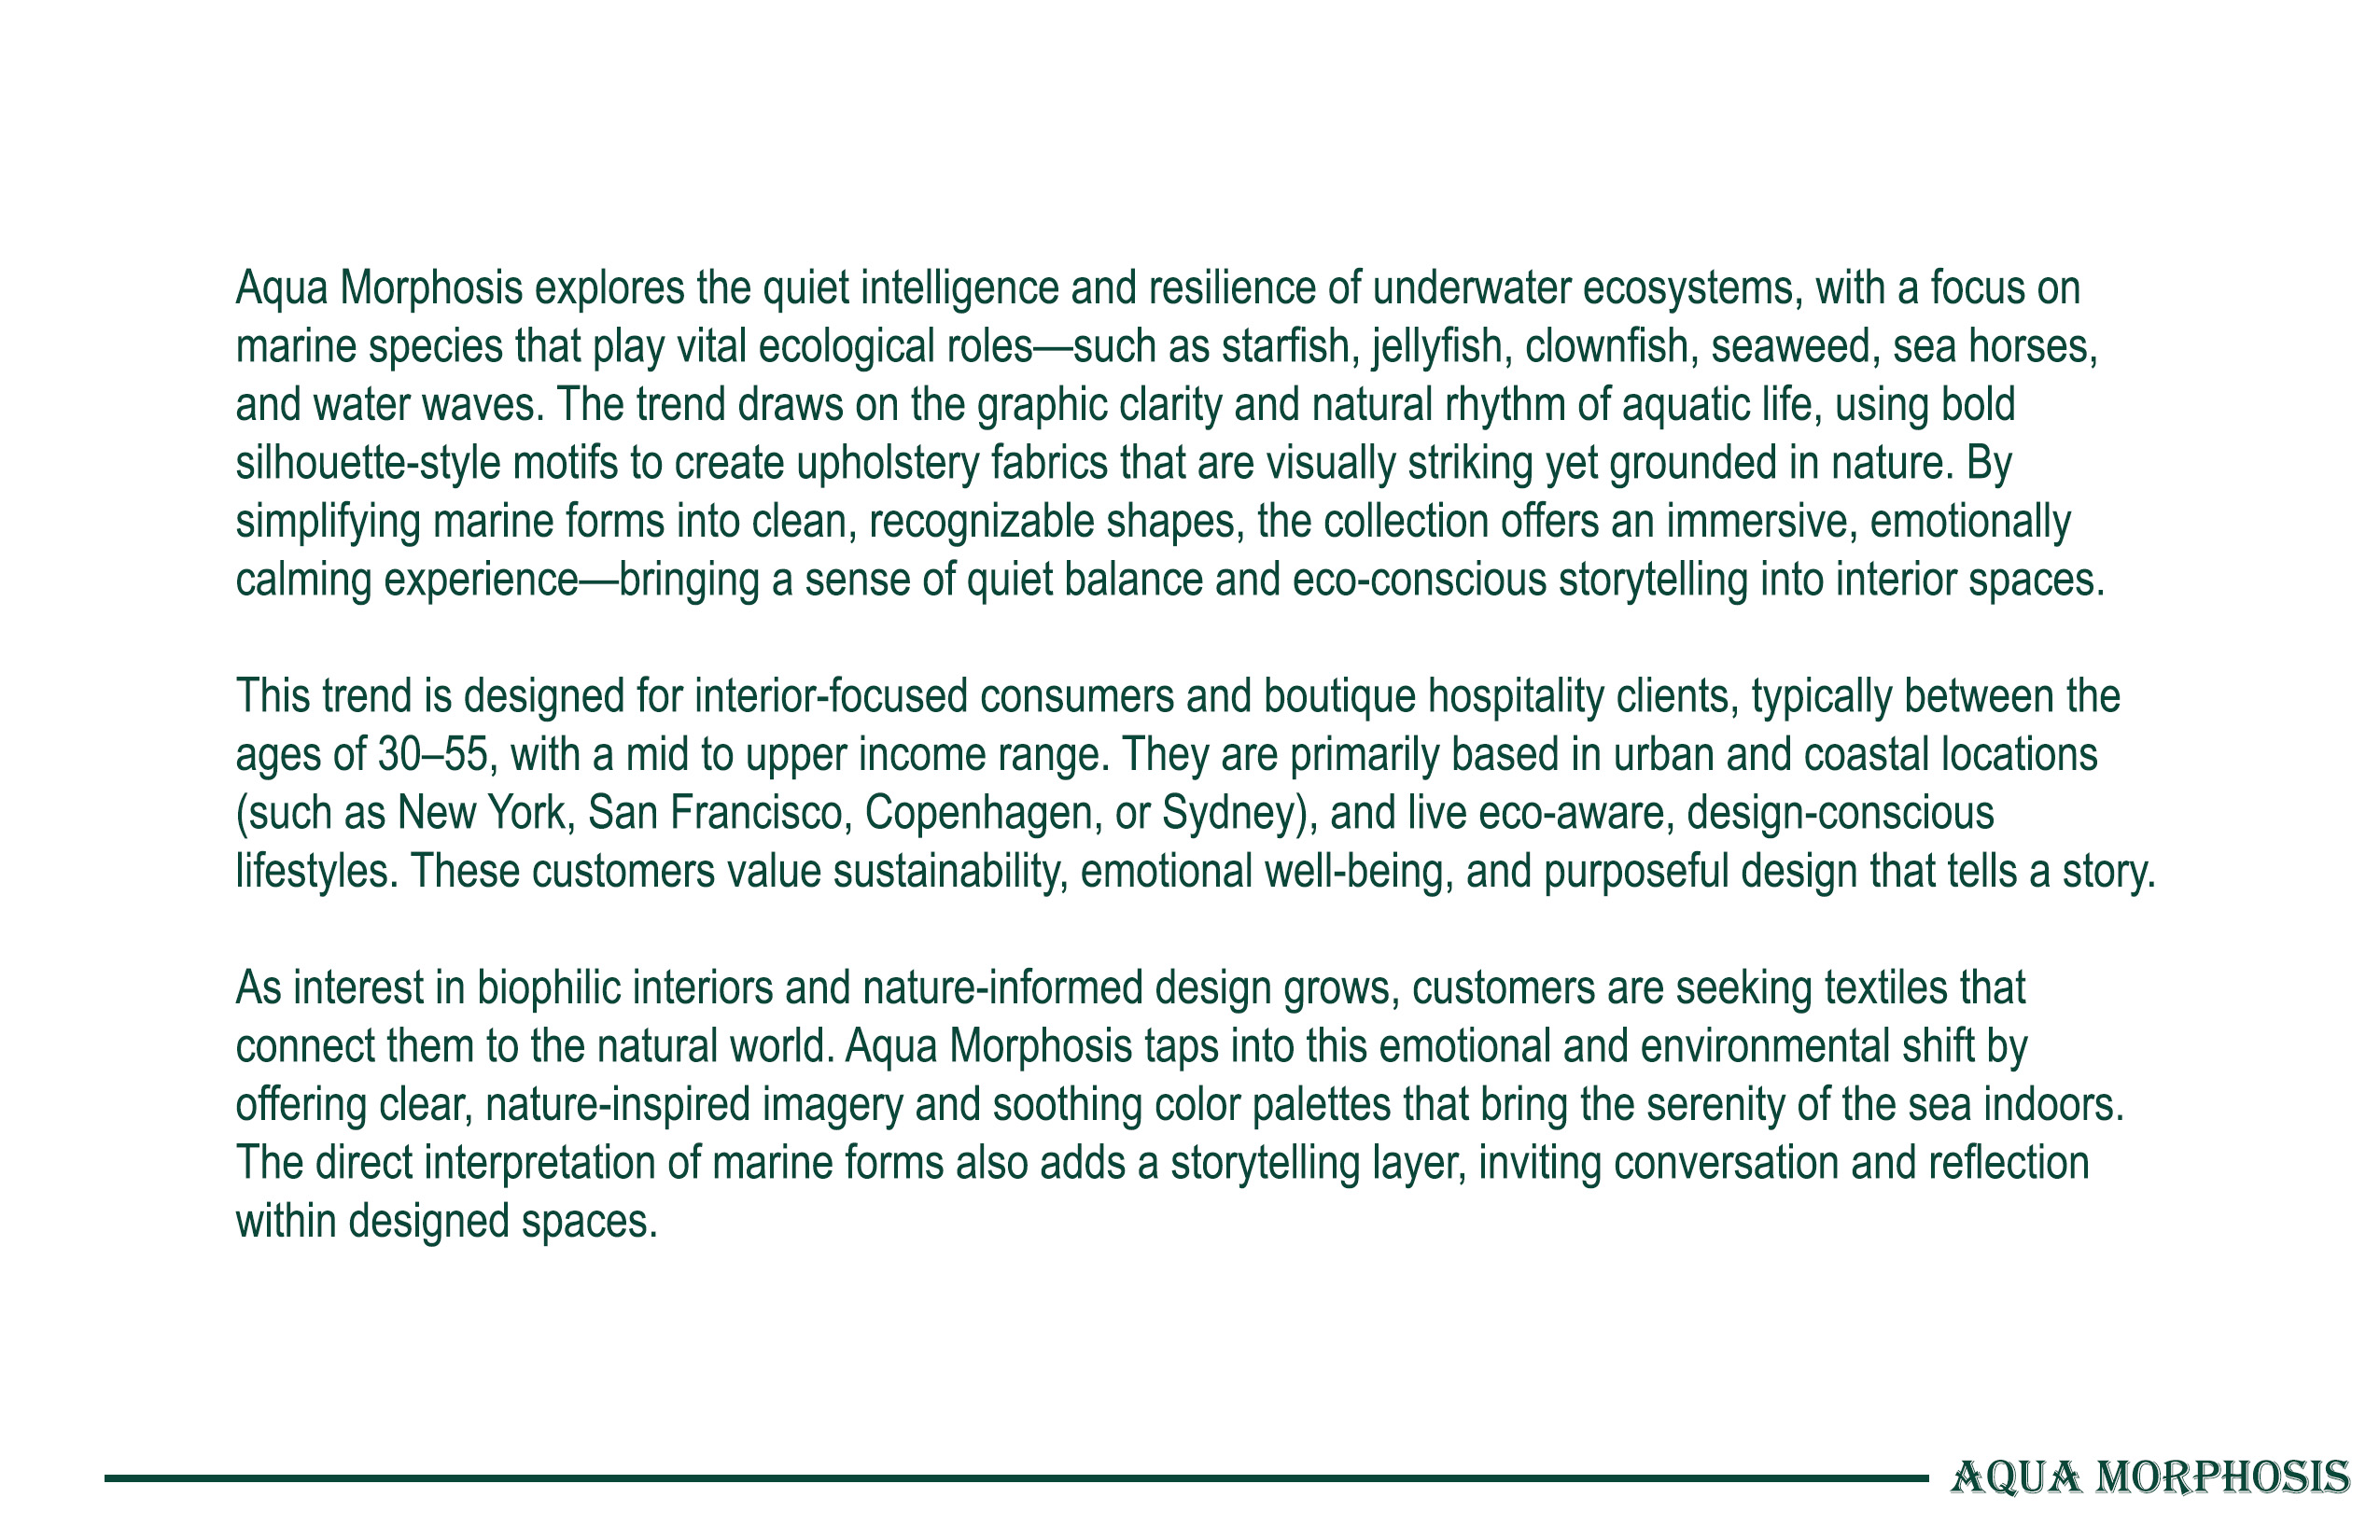 Aqua Morphosis explores the quiet intelligence and resilience of underwater ecosystems, with a focus on
marine species that play vital ecological roles—such as starfish, jellyfish, clownfish, seaweed, sea horses,
and water waves. The trend draws on the graphic clarity and natural rhythm of aquatic life, using bold
silhouette-style motifs to create upholstery fabrics that are visually striking yet grounded in nature. By
simplifying marine forms into clean, recognizable shapes, the collection offers an immersive, emotionally
calming experience—bringing a sense of quiet balance and eco-conscious storytelling into interior spaces.
This trend is designed for interior-focused consumers and boutique hospitality clients, typically between the
ages of 30–55, with a mid to upper income range. They are primarily based in urban and coastal locations
(such as New York, San Francisco, Copenhagen, or Sydney), and live eco-aware, design-conscious
lifestyles. These customers value sustainability, emotional well-being, and purposeful design that tells a story.
As interest in biophilic interiors and nature-informed design grows, customers are seeking textiles that
connect them to the natural world. Aqua Morphosis taps into this emotional and environmental shift by
offering clear, nature-inspired imagery and soothing color palettes that bring the serenity of the sea indoors.
The direct interpretation of marine forms also adds a storytelling layer, inviting conversation and reflection
within designed spaces.
AQUA MORPHOSIS